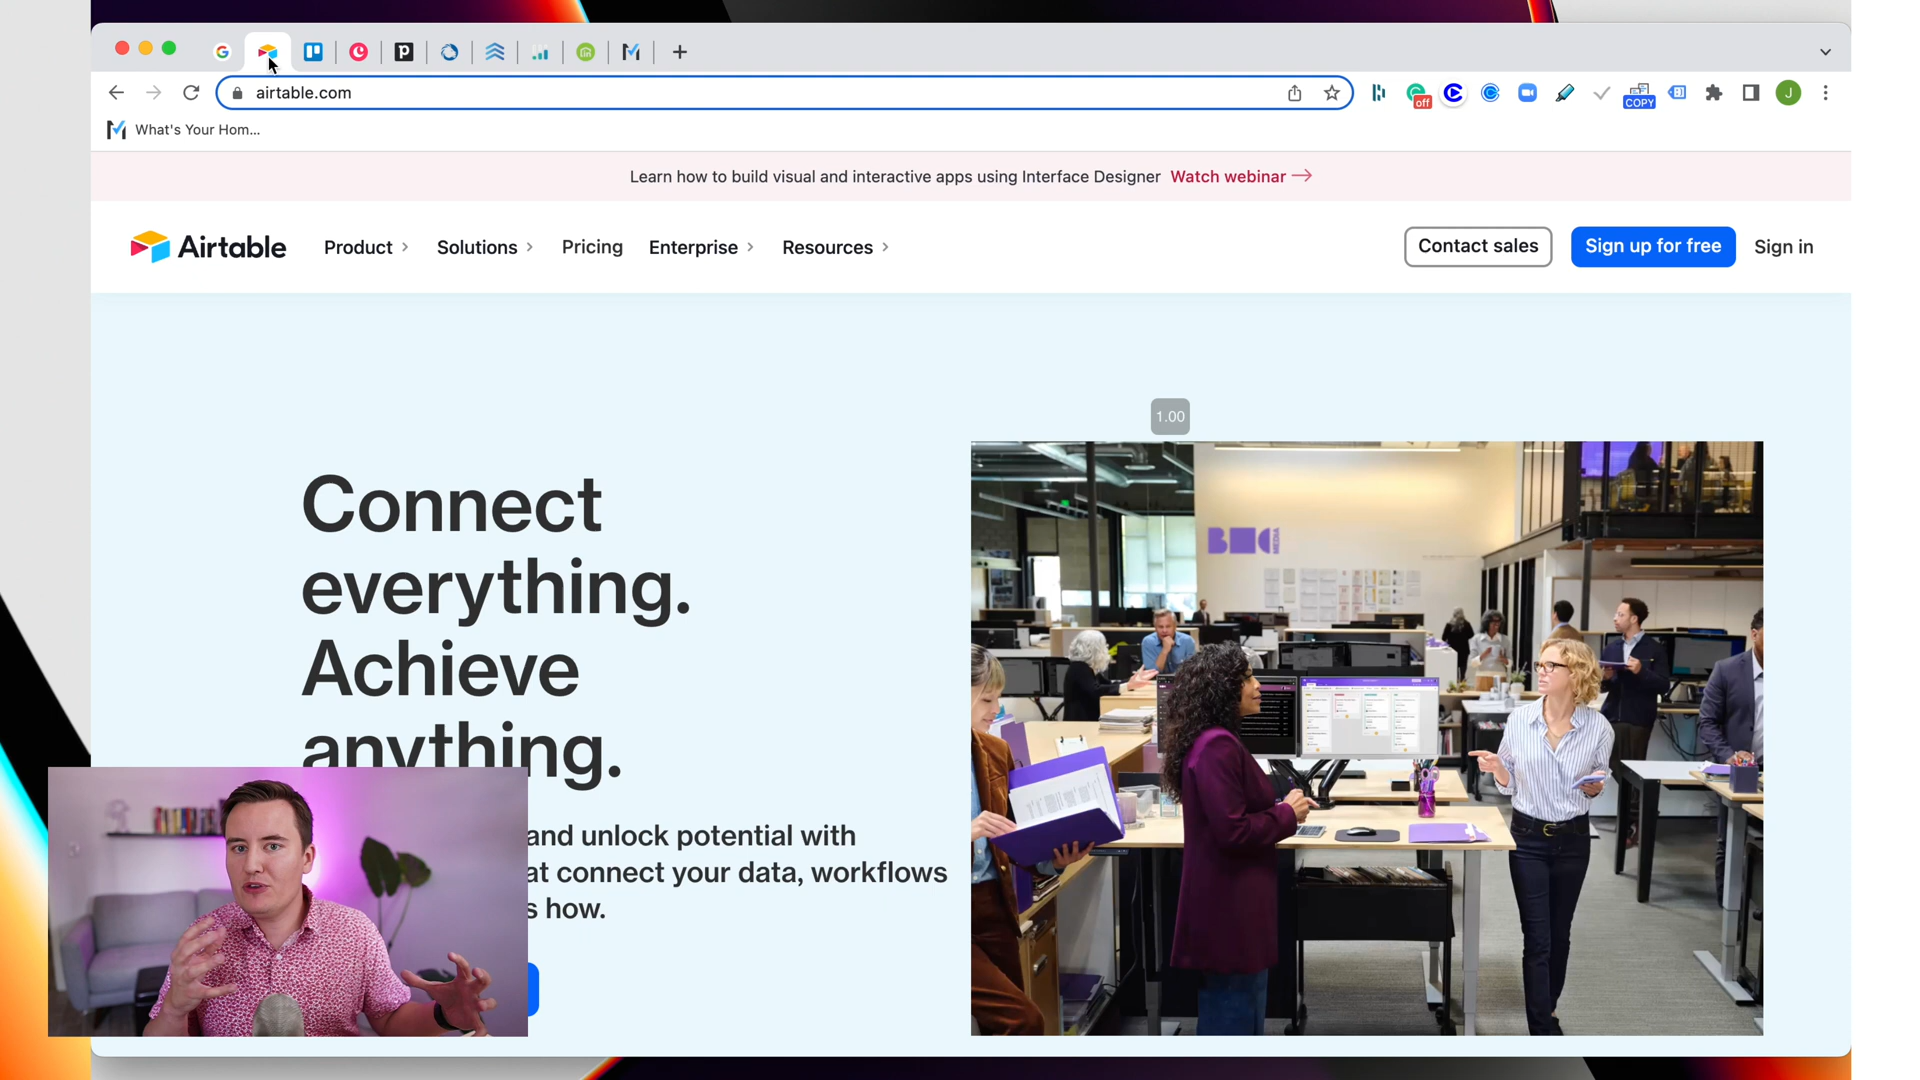 airtable.com
off
COPY
J
What's Your Hom...
Learn how to build visual and interactive apps using Interface Designer Watch webinar →
Airtable
Product
Solutions
Pricing
Enterprise
Resources
Contact sales
Sign up for free
Sign in
1.00
Connect
everything.
Achieve
anything.
and unlock potential with
at connect your data, workflows
s how.
MEDIA